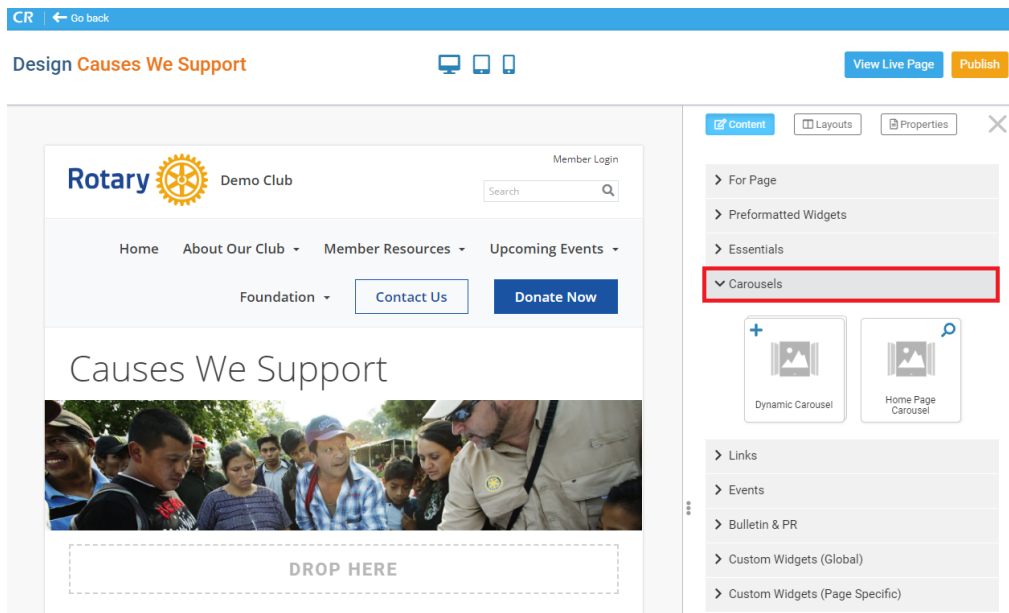 CR Go back
Design Causes We Support
View Live Page Publish
Content Layouts Properties
Rotary Demo Club
Member Login
Search
Home About Our Club Member Resources Upcoming Events
Foundation Contact Us Donate Now
Causes We Support
DROP HERE
For Page
Preformatted Widgets
Essentials
Carousels
Dynamic Carousel
Home Page
Carousel
Links
Events
Bulletin & PR
Custom Widgets (Global)
Custom Widgets (Page Specific)